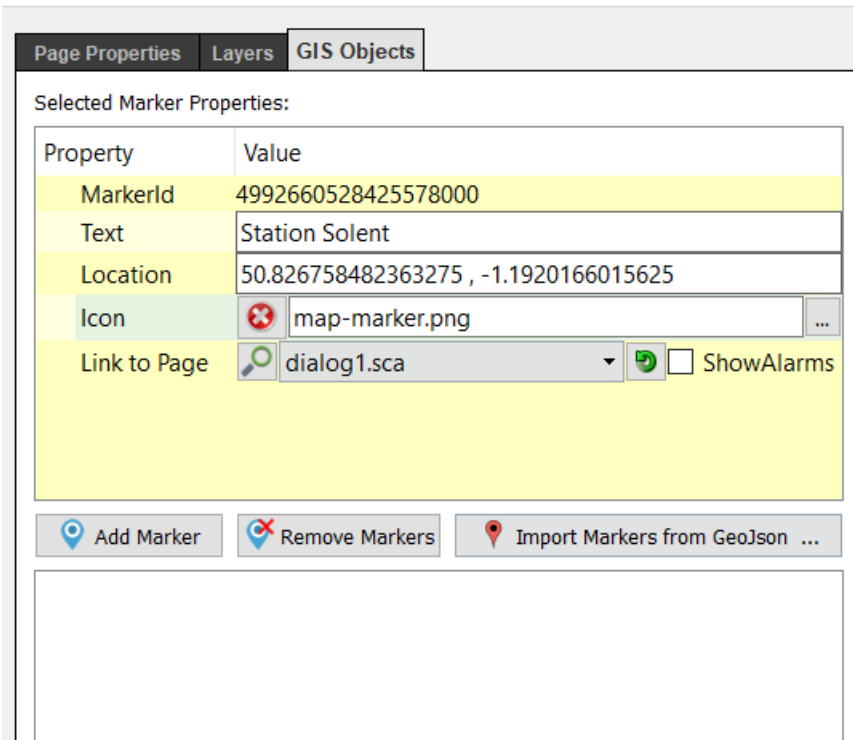 Page Properties Layers GIS Objects
Selected Marker Properties:
Property Value
MarkerId 4992660528425578000
Text Station Solent
Location 50.826758482363275 , -1.1920166015625
Icon map-marker.png ...
Link to Page dialog1.sca ShowAlarms
Add Marker Remove Markers Import Markers from GeoJson ...